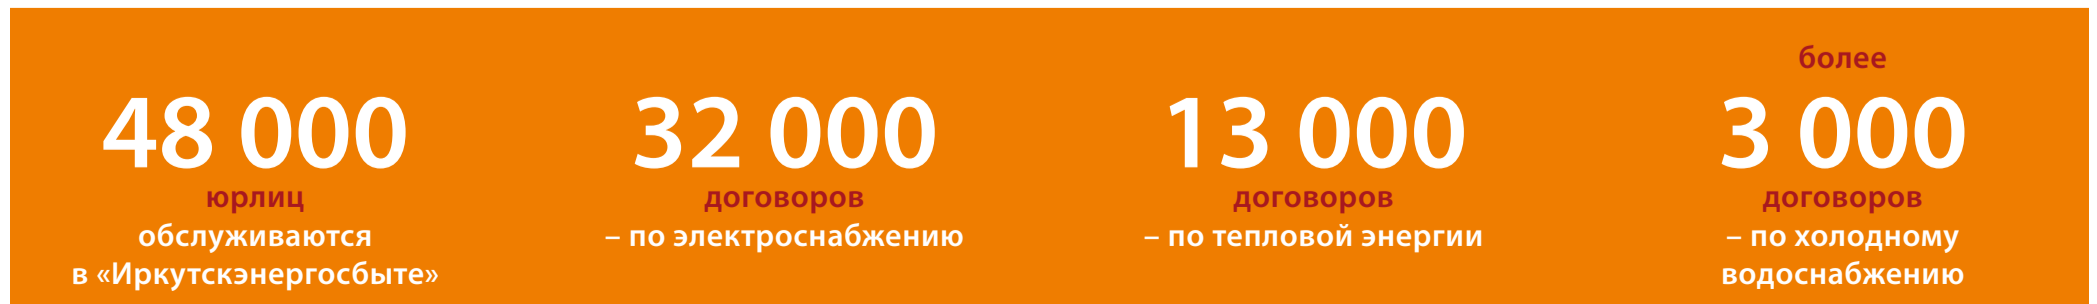 48 000
юрлиц
обслуживаются
в «Иркутскэнергосбыте»
32 000
договоров
– по электроснабжению
13 000
договоров
– по тепловой энергии
более
3 000
договоров
– по холодному
водоснабжению